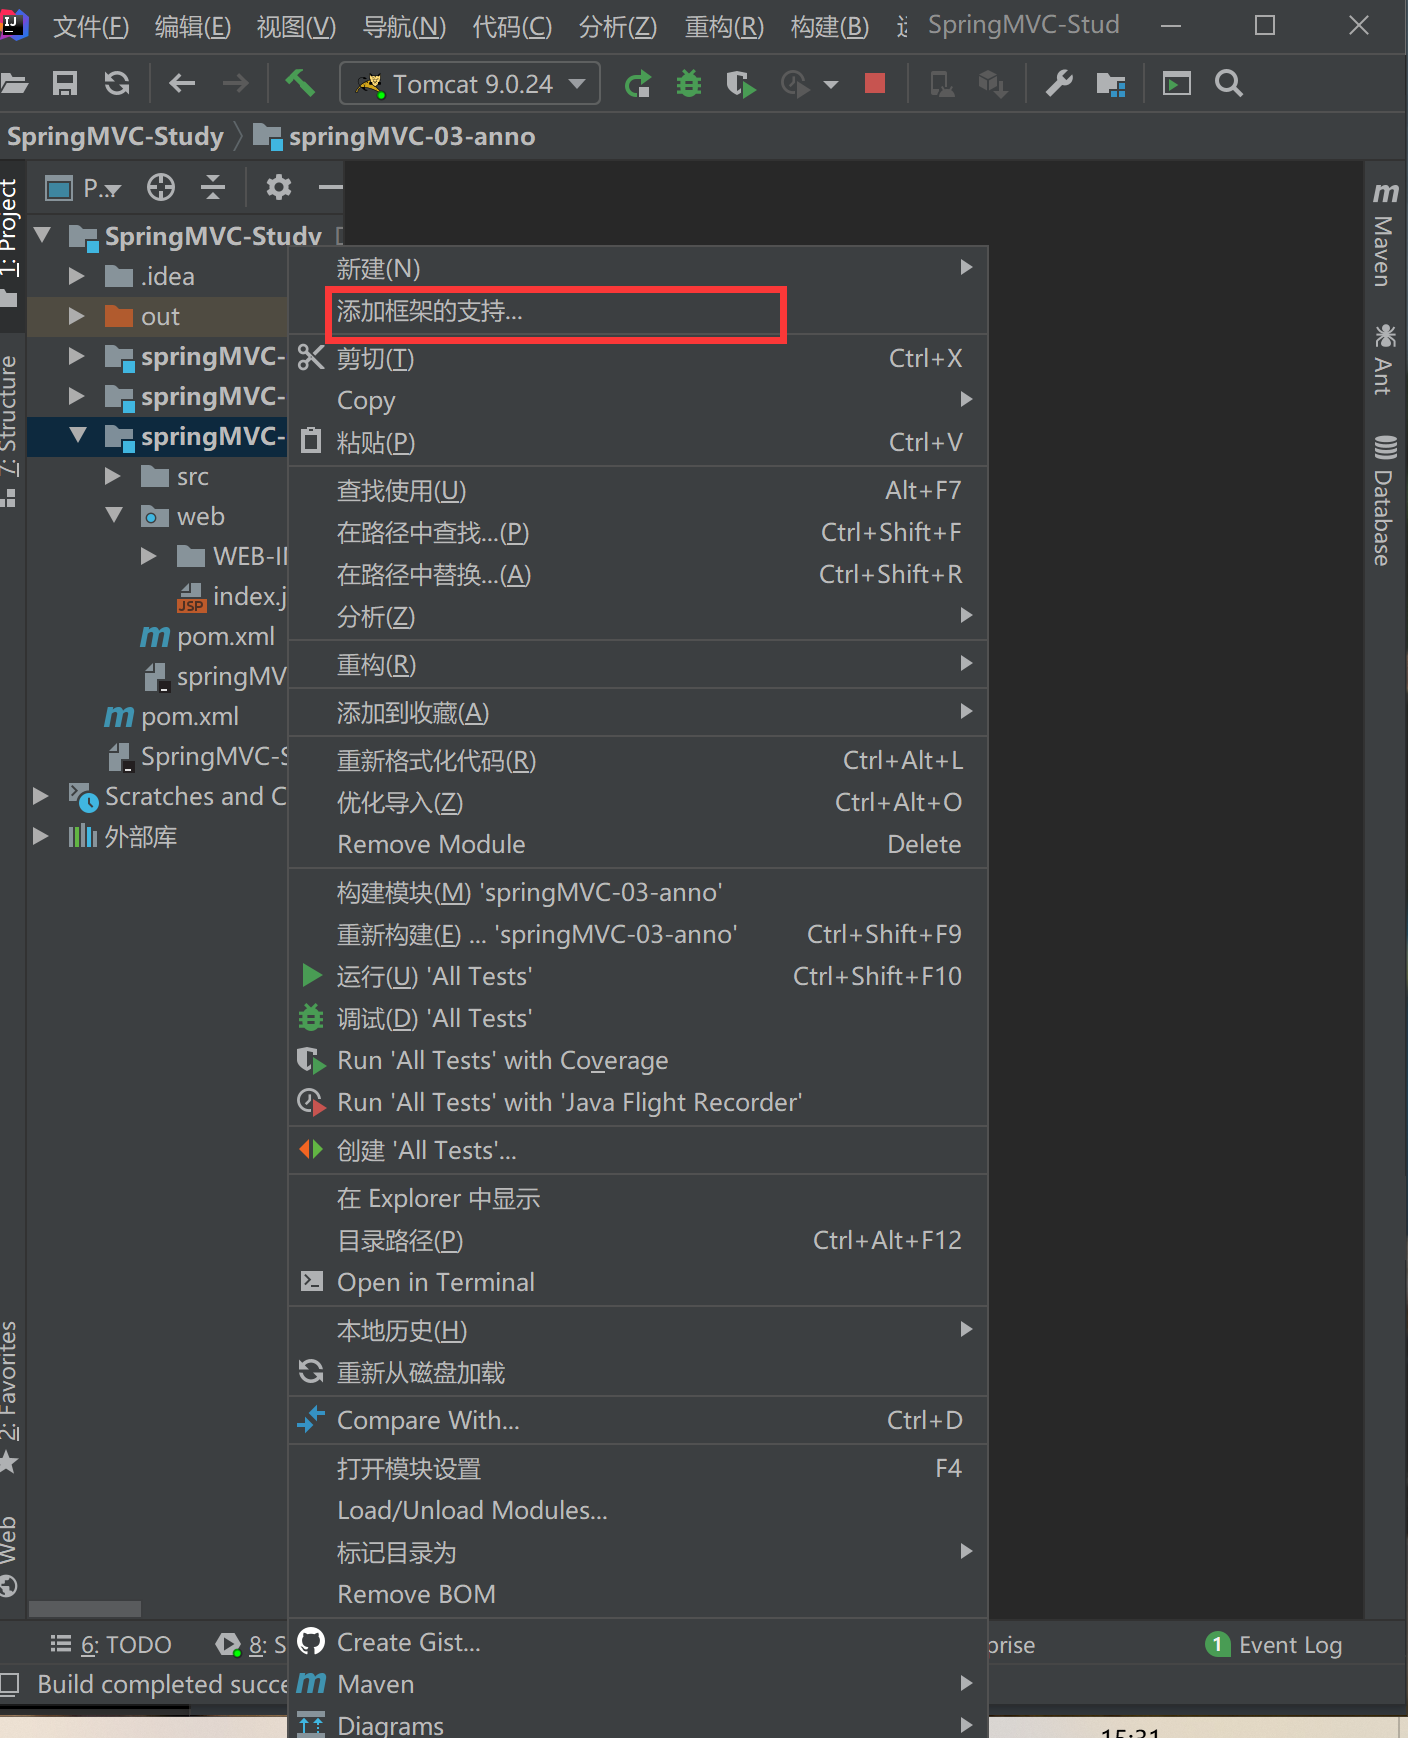 文件(F) 编辑(E) 视图(V) 导航(N) 代码(C) 分析(Z) 重构(R) 构建(B) SpringMVC-Stud
Tomcat 9.0.24
SpringMVC-Study springMVC-03-anno
P...
1: Project
7: Structure
2: Favorites
Web
SpringMVC-Study
.idea
out
springMVC-
springMVC-
springMVC-
src
web
WEB-IN
index.j
pom.xml
springMV
pom.xml
SpringMVC-S
Scratches and C
外部库
新建(N)
添加框架的支持...
剪切(T) Ctrl+X
Copy
粘贴(P) Ctrl+V
查找使用(U) Alt+F7
在路径中查找...(P) Ctrl+Shift+F
在路径中替换...(A) Ctrl+Shift+R
分析(Z)
重构(R)
添加到收藏(A)
重新格式化代码(R) Ctrl+Alt+L
优化导入(Z) Ctrl+Alt+O
Remove Module Delete
构建模块(M) 'springMVC-03-anno'
重新构建(E) ... 'springMVC-03-anno' Ctrl+Shift+F9
运行(U) 'All Tests' Ctrl+Shift+F10
调试(D) 'All Tests'
Run 'All Tests' with Coverage
Run 'All Tests' with 'Java Flight Recorder'
创建 'All Tests'...
在 Explorer 中显示
目录路径(P) Ctrl+Alt+F12
Open in Terminal
本地历史(H)
重新从磁盘加载
Compare With... Ctrl+D
打开模块设置 F4
Load/Unload Modules...
标记目录为
Remove BOM
Create Gist...
Maven
Diagrams
Maven
Ant
Database
6: TODO 8: S prise 1 Event Log
Build completed succe
15:31